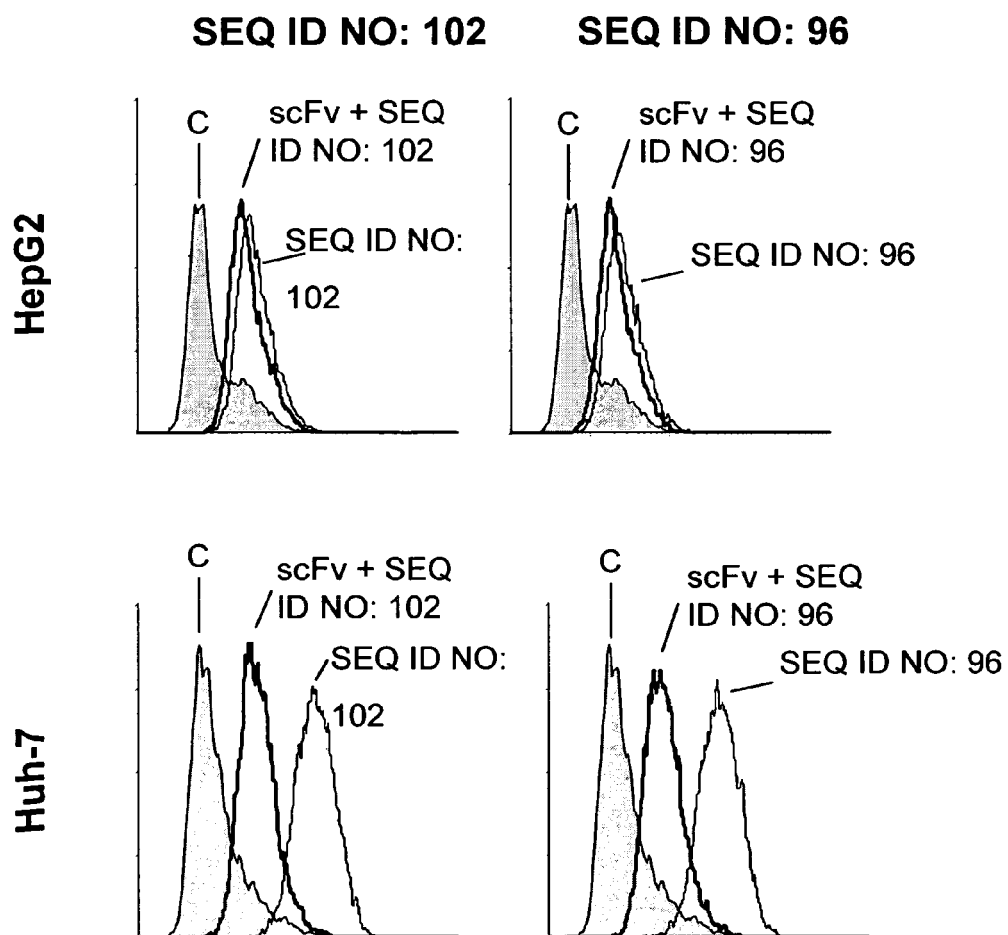 SEQ ID NO: 102
SEQ ID NO: 96
HepG2
C
scFv + SEQ
ID NO: 102
SEQ ID NO:
102
C
scFv + SEQ
ID NO: 96
SEQ ID NO: 96
Huh-7
C
scFv + SEQ
ID NO: 102
SEQ ID NO:
102
C
scFv + SEQ
ID NO: 96
SEQ ID NO: 96